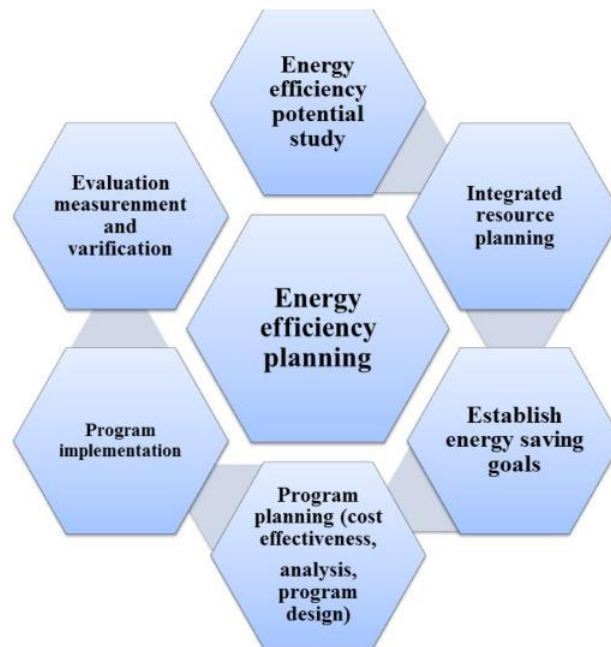 Energy
efficiency
potential
study
Integrated
resource
planning
Establish
energy saving
goals
Program
planning (cost
effectiveness,
analysis,
program
design)
Program
implementation
Evaluation
measurenment
and
varification
Energy
efficiency
planning